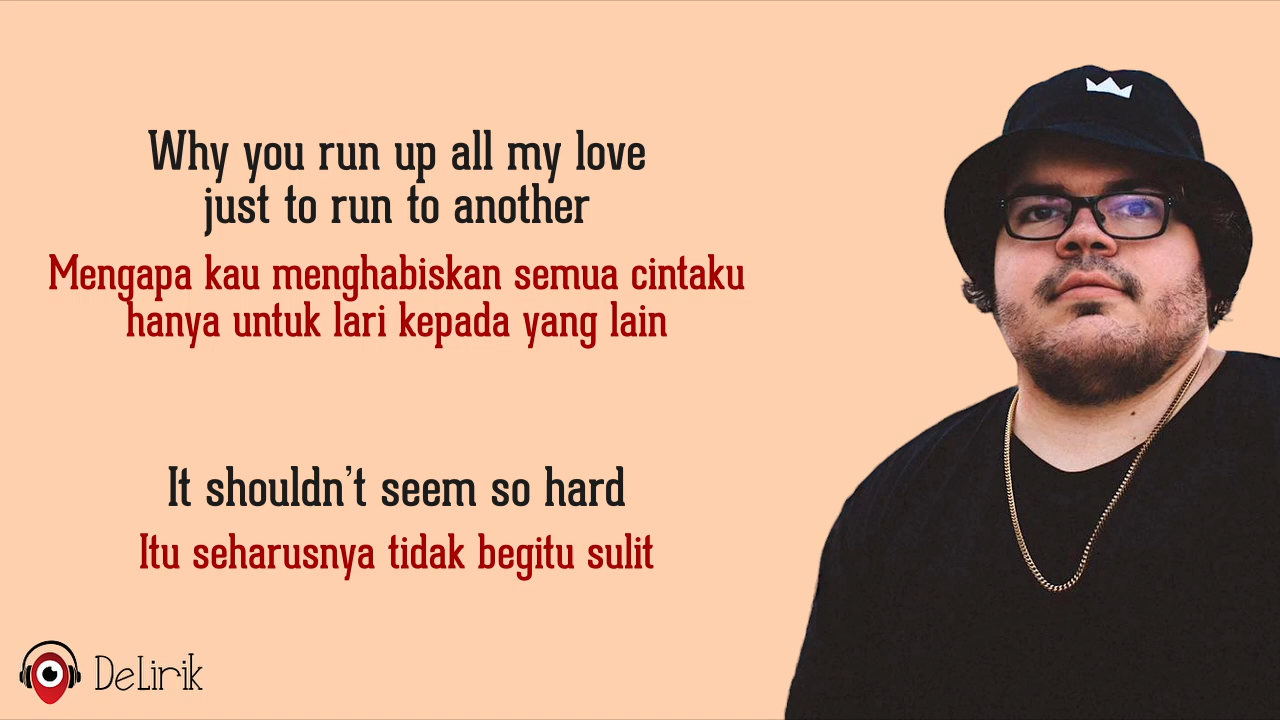 Why you run up all my love
just to run to another
Mengapa kau menghabiskan semua cintaku
hanya untuk lari kepada yang lain
It shouldn't seem so hard
Itu seharusnya tidak begitu sulit
DeLirik